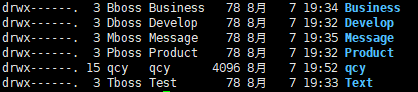 drwx------. 3 Bboss Business 78 8月 7 19:34 Business
drwx------. 3 Dboss Develop 78 8月 7 19:32 Develop
drwx------. 3 Mboss Message 78 8月 7 19:35 Message
drwx------. 3 Pboss Product 78 8月 7 19:32 Product
drwx------. 15 qcy qcy 4096 8月 7 19:52 qcy
drwx------. 3 Tboss Test 78 8月 7 19:33 Text